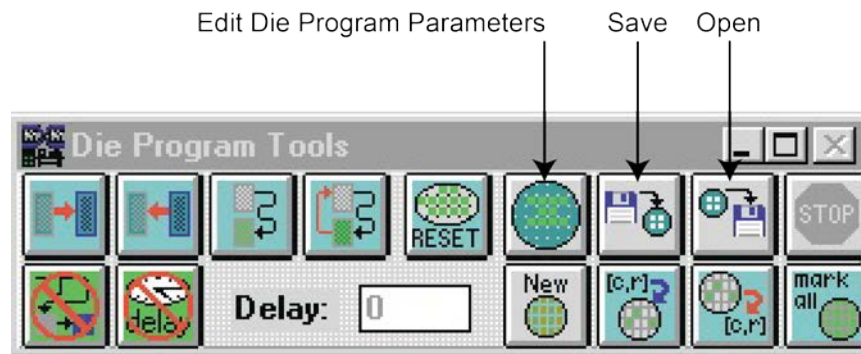 Edit Die Program Parameters Save Open
Die Program Tools
RESET STOP
delay Delay: 0 New [c,r] [c,r] mark all